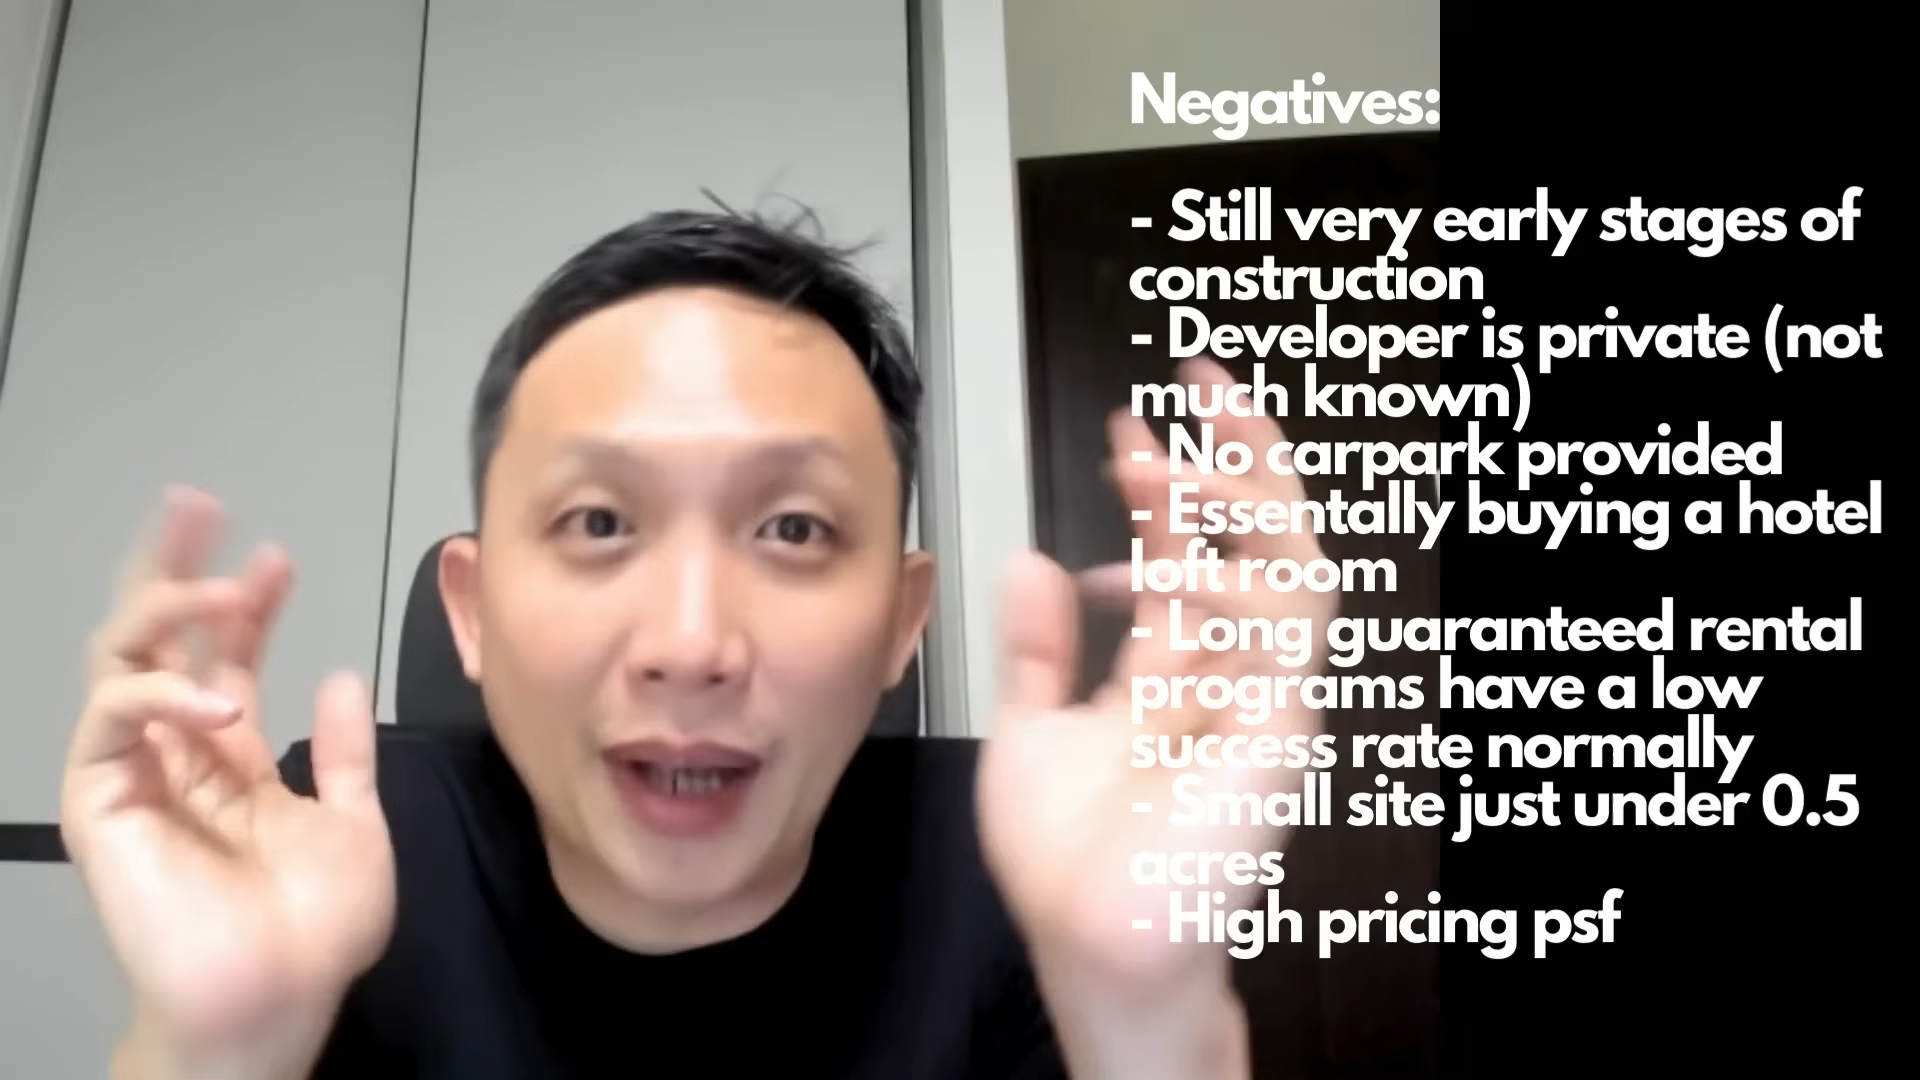 Negatives:
- Still very early stages of
construction
- Developer is private (not
much known)
- No carpark provided
- Essentally buying a hotel
loft room
- Long guaranteed rental
programs have a low
success rate normally
- Small site just under 0.5
acres
- High pricing psf